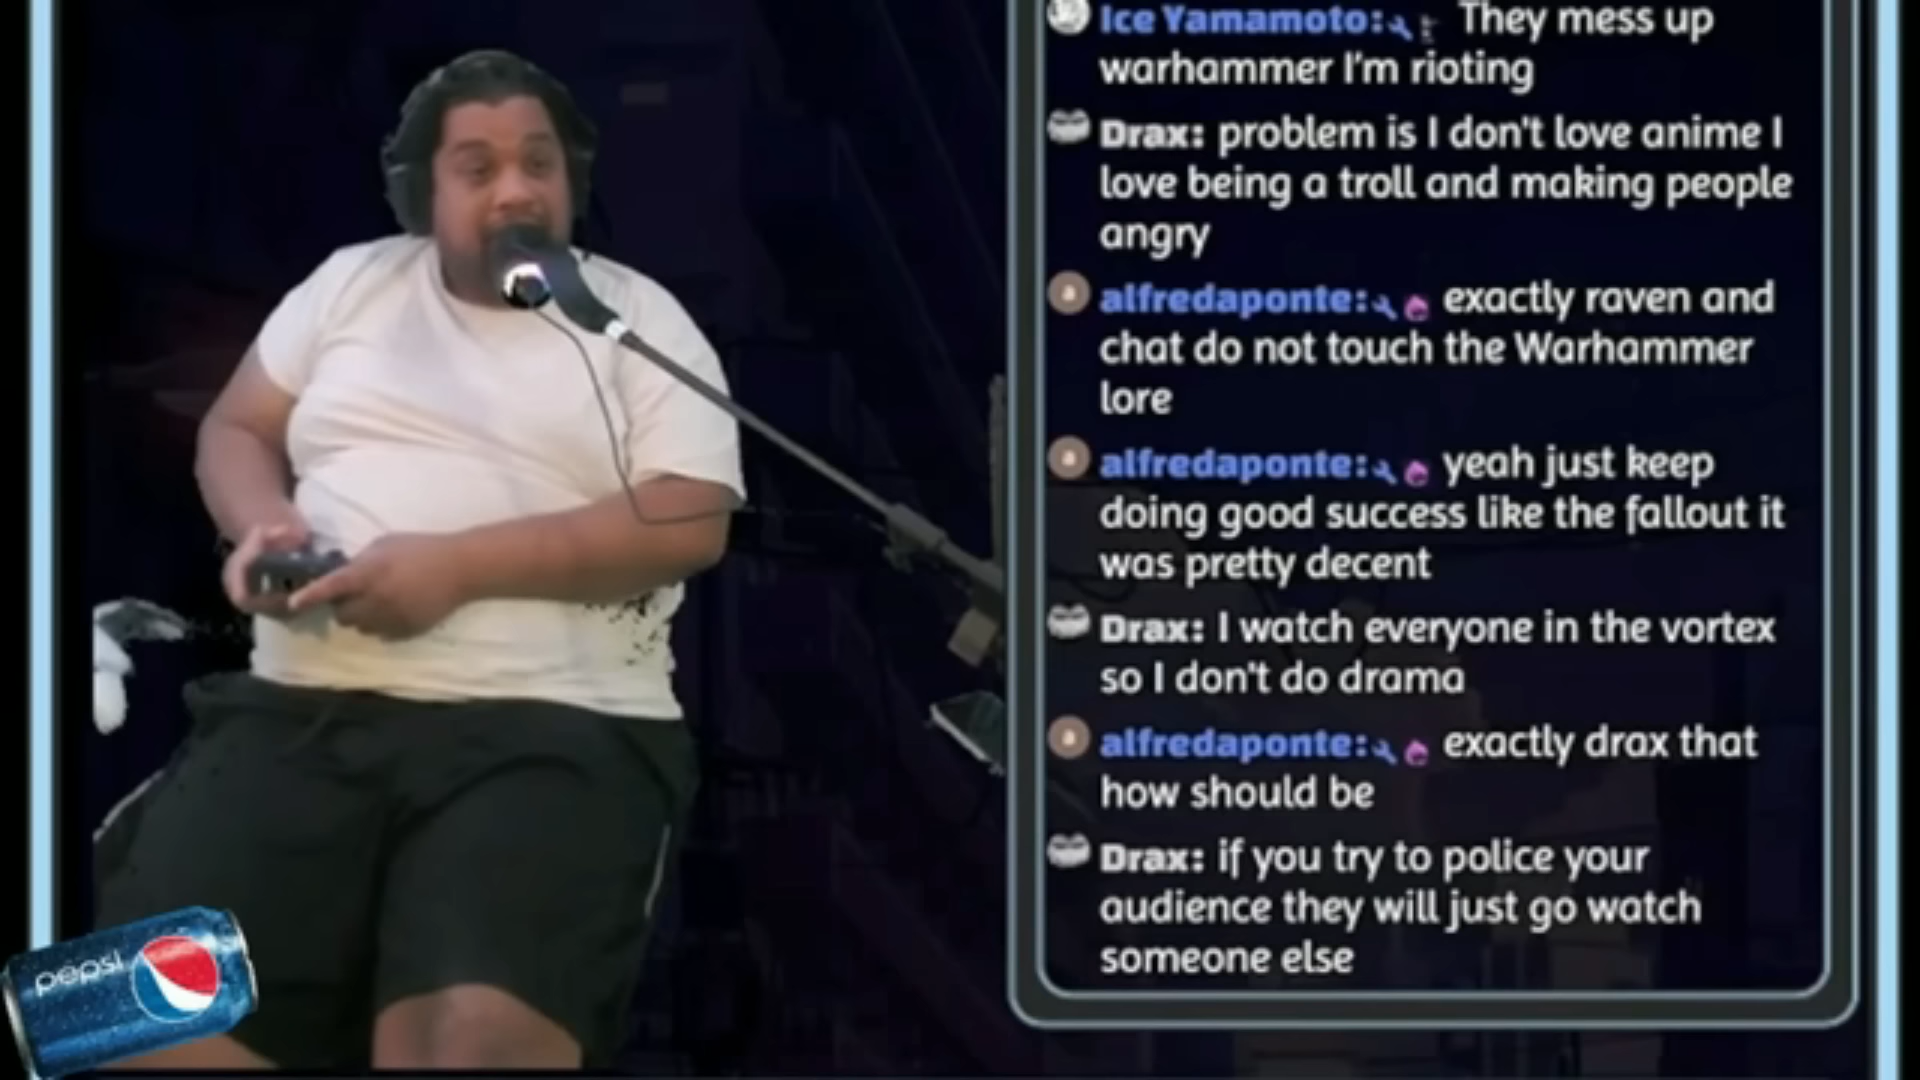 Ice Yamamoto: They mess up
warhammer I'm rioting
Drax: problem is I don't love anime I
love being a troll and making people
angry
alfredaponte: exactly raven and
chat do not touch the Warhammer
lore
alfredaponte: yeah just keep
doing good success like the fallout it
was pretty decent
Drax: I watch everyone in the vortex
so I don't do drama
alfredaponte: exactly drax that
how should be
Drax: if you try to police your
audience they will just go watch
someone else
pepsi